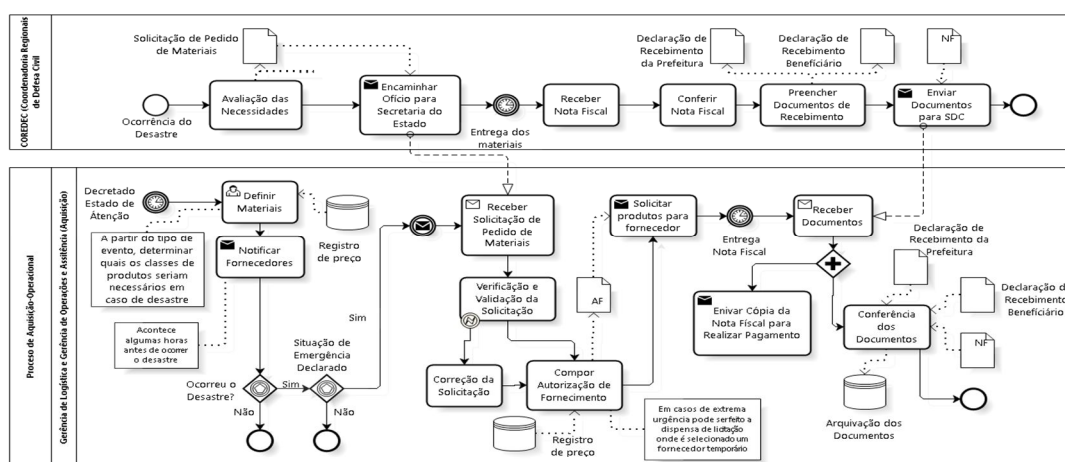 COREDEC (Coordenadoria Regionais
de Defesa Civil)
Solicitação de Pedido
de Materiais
Declaração de
Recebimento
da Prefeitura
Declaração de
Recebimento
Benefíciário
NF
Ocorrência do
Desastre
Avaliação das
Necessidades
Encaminhar
Ofício para
Secretaria do
Estado
Entrega dos
materiais
Receber
Nota Fiscal
Conferir
Nota Fiscal
Preencher
Documentos de
Recebimento
Enviar
Documentos
para SDC
Proceso de Aquisição-Operacional
Gerência de Logística e Gerência de Operações e Assitência (Aquisição)
Decretado
Estado de
Átenção
Definir
Materiais
Registro
de preço
A partir do tipo de
evento, determinar
quais os classes de
produtos seriam
necessários em
caso de desastre
Notificar
Fornecedores
Acontece
algumas horas
antes de ocorrer
o desastre
Ocorreu o
Desastre?
Sim
Não
Situação de
Emergência
Declarado
Sim
Não
Receber
Solicitação de
Pedido de
Materiais
Verificação e
Validação da
Solicitação
Correção da
Solicitação
Compor
Autorização de
Fornecimento
Registro
de preço
AF
Em casos de extrema
urgência pode serfeito a
dispensa de licitação
onde é selecionado um
fornecedor temporário
Solicitar
produtos para
fornecedor
Entrega
Nota Fiscal
Receber
Documentos
Enivar Cópia da
Nota Físcal para
Realizar Pagamento
Declaração de
Recebimento da
Prefeitura
Declaração de
Recebimento
Benefíciário
NF
Conferência
dos
Documentos
Arquivação dos
Documentos